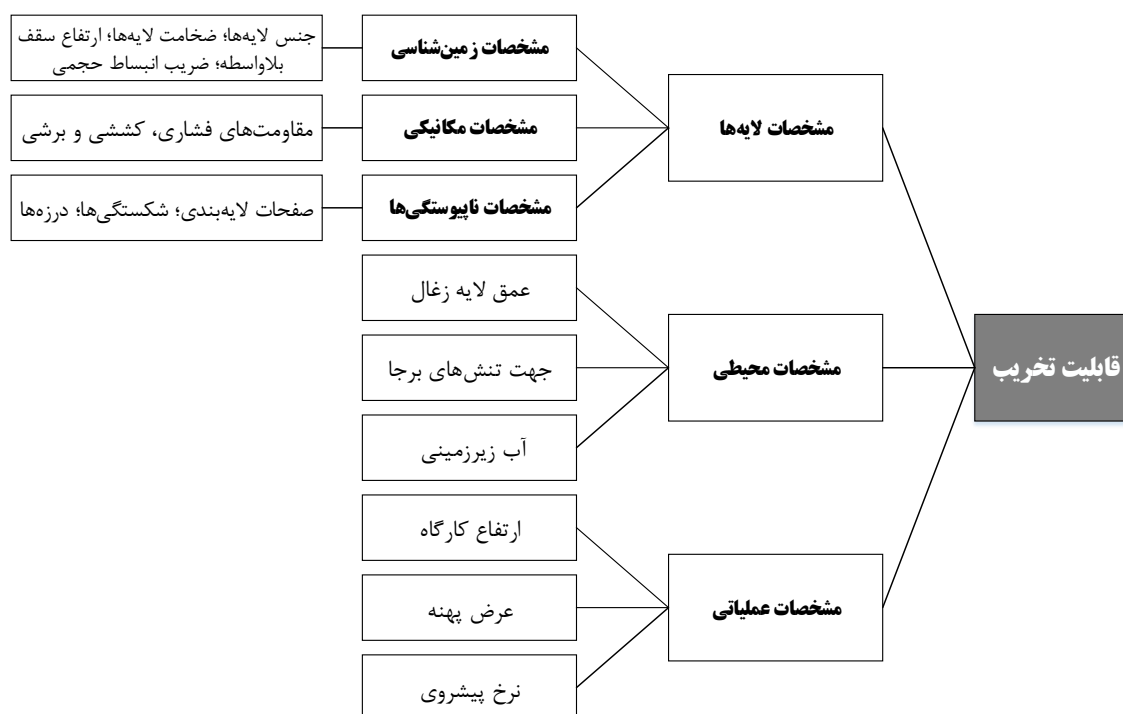 قابلیت تخریب
مشخصات لایه‌ها
مشخصات زمین‌شناسی
جنس لایه‌ها؛ ضخامت لایه‌ها؛ ارتفاع سقف
بلاواسطه؛ ضریب انبساط حجمی
مشخصات مکانیکی
مقاومت‌های فشاری، کششی و برشی
مشخصات ناپیوستگی‌ها
صفحات لایه‌بندی؛ شکستگی‌ها؛ درزه‌ها
مشخصات محیطی
عمق لایه زغال
جهت تنش‌های برجا
آب زیرزمینی
مشخصات عملیاتی
ارتفاع کارگاه
عرض پهنه
نرخ پیشروی